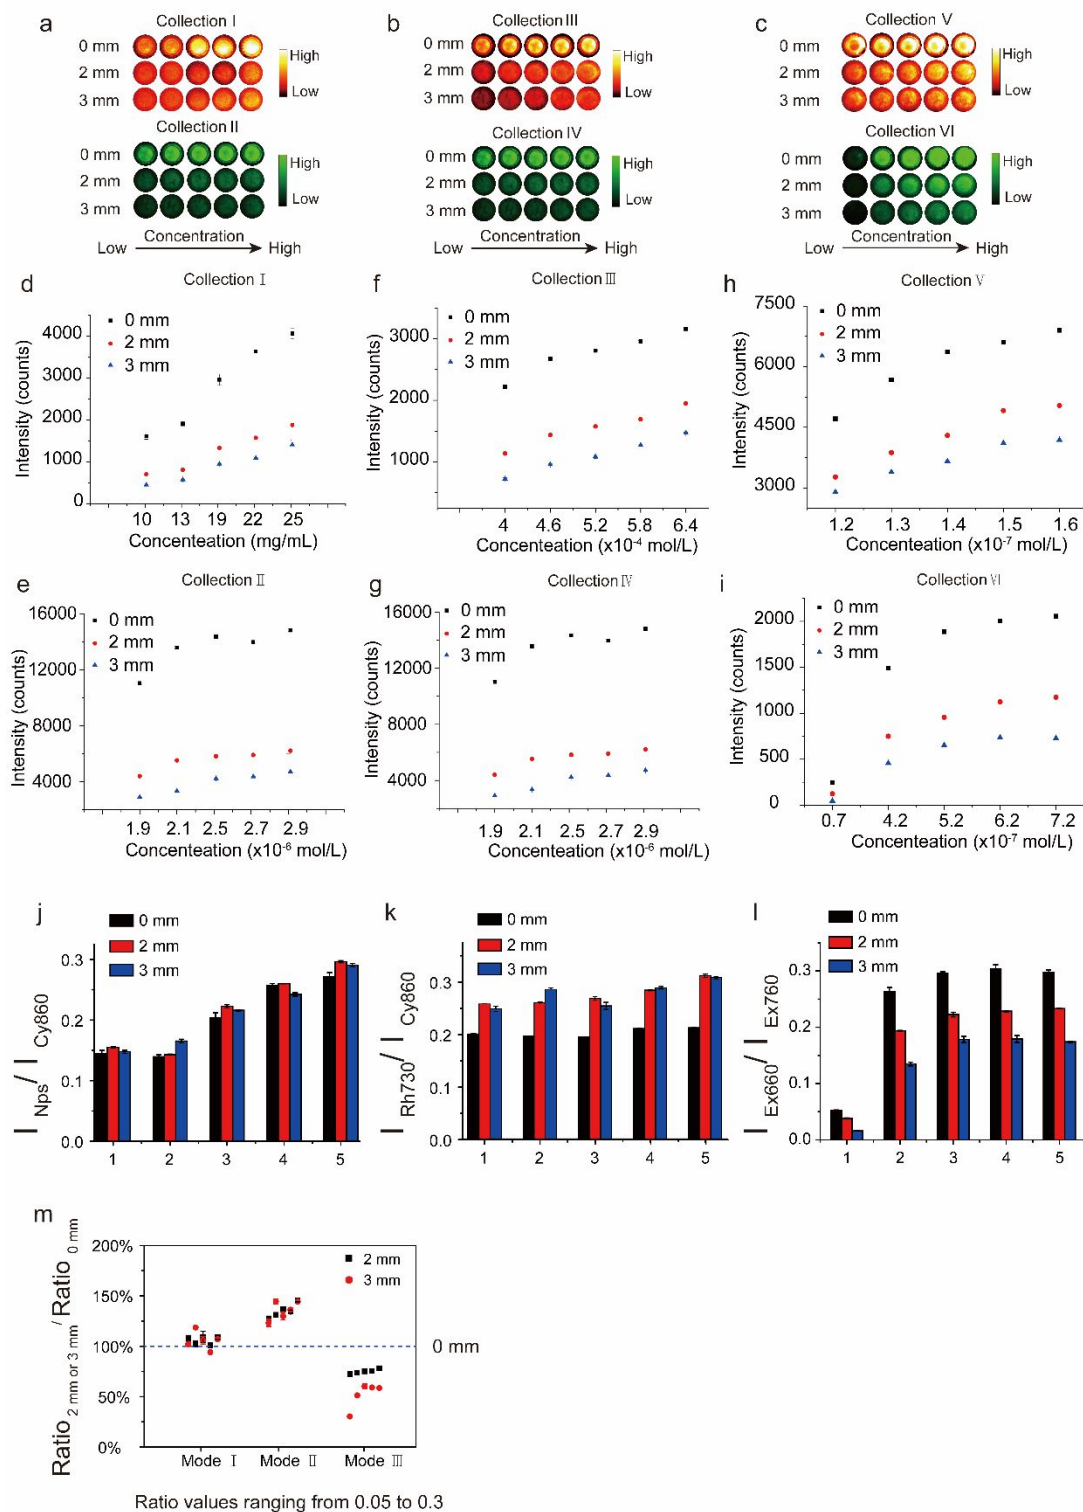 a
Collection I
0 mm
2 mm
3 mm
High
Low
Collection II
0 mm
2 mm
3 mm
High
Low
Low Concentration High
b
Collection III
0 mm
2 mm
3 mm
High
Low
Collection IV
0 mm
2 mm
3 mm
High
Low
Low Concentration High
c
Collection V
0 mm
2 mm
3 mm
High
Low
Collection VI
0 mm
2 mm
3 mm
High
Low
Low Concentration High
d
Collection Ⅰ
0 mm
2 mm
3 mm
Intensity (counts)
4000
3000
2000
1000
0
10 13 19 22 25
Concenteation (mg/mL)
f
Collection Ⅲ
0 mm
2 mm
3 mm
Intensity (counts)
3000
2000
1000
4 4.6 5.2 5.8 6.4
Concenteation (x10-4 mol/L)
h
Collection Ⅴ
0 mm
2 mm
3 mm
Intensity (counts)
7500
6000
4500
3000
1.2 1.3 1.4 1.5 1.6
Concenteation (x10-7 mol/L)
e
Collection Ⅱ
0 mm
2 mm
3 mm
Intensity (counts)
16000
12000
8000
4000
1.9 2.1 2.5 2.7 2.9
Concenteation (x10-6 mol/L)
g
Collection Ⅳ
0 mm
2 mm
3 mm
Intensity (counts)
16000
12000
8000
4000
1.9 2.1 2.5 2.7 2.9
Concenteation (x10-6 mol/L)
i
Collection Ⅵ
0 mm
2 mm
3 mm
Intensity (counts)
2000
1500
1000
500
0
0.7 4.2 5.2 6.2 7.2
Concenteation (x10-7 mol/L)
j
0 mm
2 mm
3 mm
I Nps / I Cy860
0.3
0.2
0.1
0.0
1 2 3 4 5
k
0 mm
2 mm
3 mm
I Rh730 / I Cy860
0.3
0.2
0.1
0.0
1 2 3 4 5
l
0 mm
2 mm
3 mm
I Ex660 / I Ex760
0.3
0.2
0.1
0.0
1 2 3 4 5
m
2 mm
3 mm
Ratio 2 mm or 3 mm / Ratio 0 mm
200%
150%
100%
50%
0%
0 mm
Mode Ⅰ Mode Ⅱ Mode Ⅲ
Ratio values ranging from 0.05 to 0.3